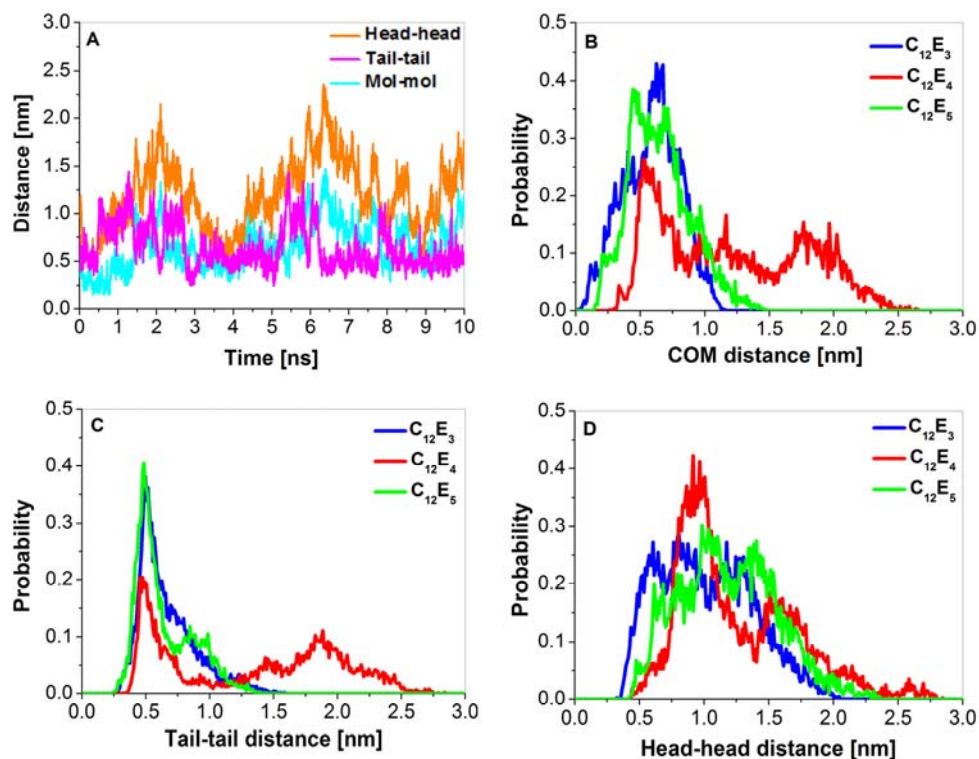 A
Head-head
Tail-tail
Mol-mol
Distance [nm]
3.0
2.5
2.0
1.5
1.0
0.5
0.0
0 1 2 3 4 5 6 7 8 9 10
Time [ns]
B
C₁₂E₃
C₁₂E₄
C₁₂E₅
Probability
0.5
0.4
0.3
0.2
0.1
0.0
0.0 0.5 1.0 1.5 2.0 2.5 3.0
COM distance [nm]
C
C₁₂E₃
C₁₂E₄
C₁₂E₅
Probability
0.5
0.4
0.3
0.2
0.1
0.0
0.0 0.5 1.0 1.5 2.0 2.5 3.0
Tail-tail distance [nm]
D
C₁₂E₃
C₁₂E₄
C₁₂E₅
Probability
0.5
0.4
0.3
0.2
0.1
0.0
0.0 0.5 1.0 1.5 2.0 2.5 3.0
Head-head distance [nm]